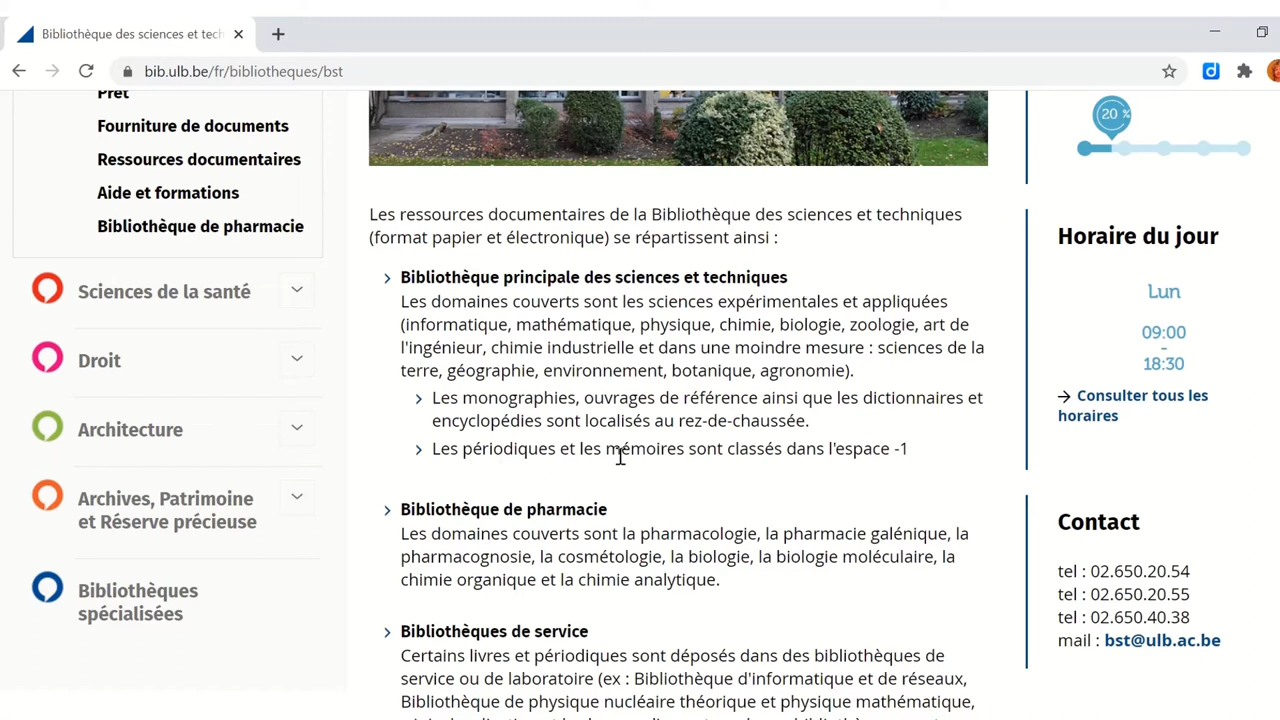 Bibliothèque des sciences et tech
bib.ulb.be/fr/bibliotheques/bst
Prêt
Fourniture de documents
Ressources documentaires
Aide et formations
Bibliothèque de pharmacie
Sciences de la santé
Droit
Architecture
Archives, Patrimoine
et Réserve précieuse
Bibliothèques
spécialisées
Les ressources documentaires de la Bibliothèque des sciences et techniques
(format papier et électronique) se répartissent ainsi :
Bibliothèque principale des sciences et techniques
Les domaines couverts sont les sciences expérimentales et appliquées
(informatique, mathématique, physique, chimie, biologie, zoologie, art de
l'ingénieur, chimie industrielle et dans une moindre mesure : sciences de la
terre, géographie, environnement, botanique, agronomie).
Les monographies, ouvrages de référence ainsi que les dictionnaires et
encyclopédies sont localisés au rez-de-chaussée.
Les périodiques et les mémoires sont classés dans l'espace -1
Bibliothèque de pharmacie
Les domaines couverts sont la pharmacologie, la pharmacie galénique, la
pharmacognosie, la cosmétologie, la biologie, la biologie moléculaire, la
chimie organique et la chimie analytique.
Bibliothèques de service
Certains livres et périodiques sont déposés dans des bibliothèques de
service ou de laboratoire (ex : Bibliothèque d'informatique et de réseaux,
Bibliothèque de physique nucléaire théorique et physique mathématique,
20 %
Horaire du jour
Lun
09:00
-
18:30
Consulter tous les
horaires
Contact
tel : 02.650.20.54
tel : 02.650.20.55
tel : 02.650.40.38
mail : bst@ulb.ac.be